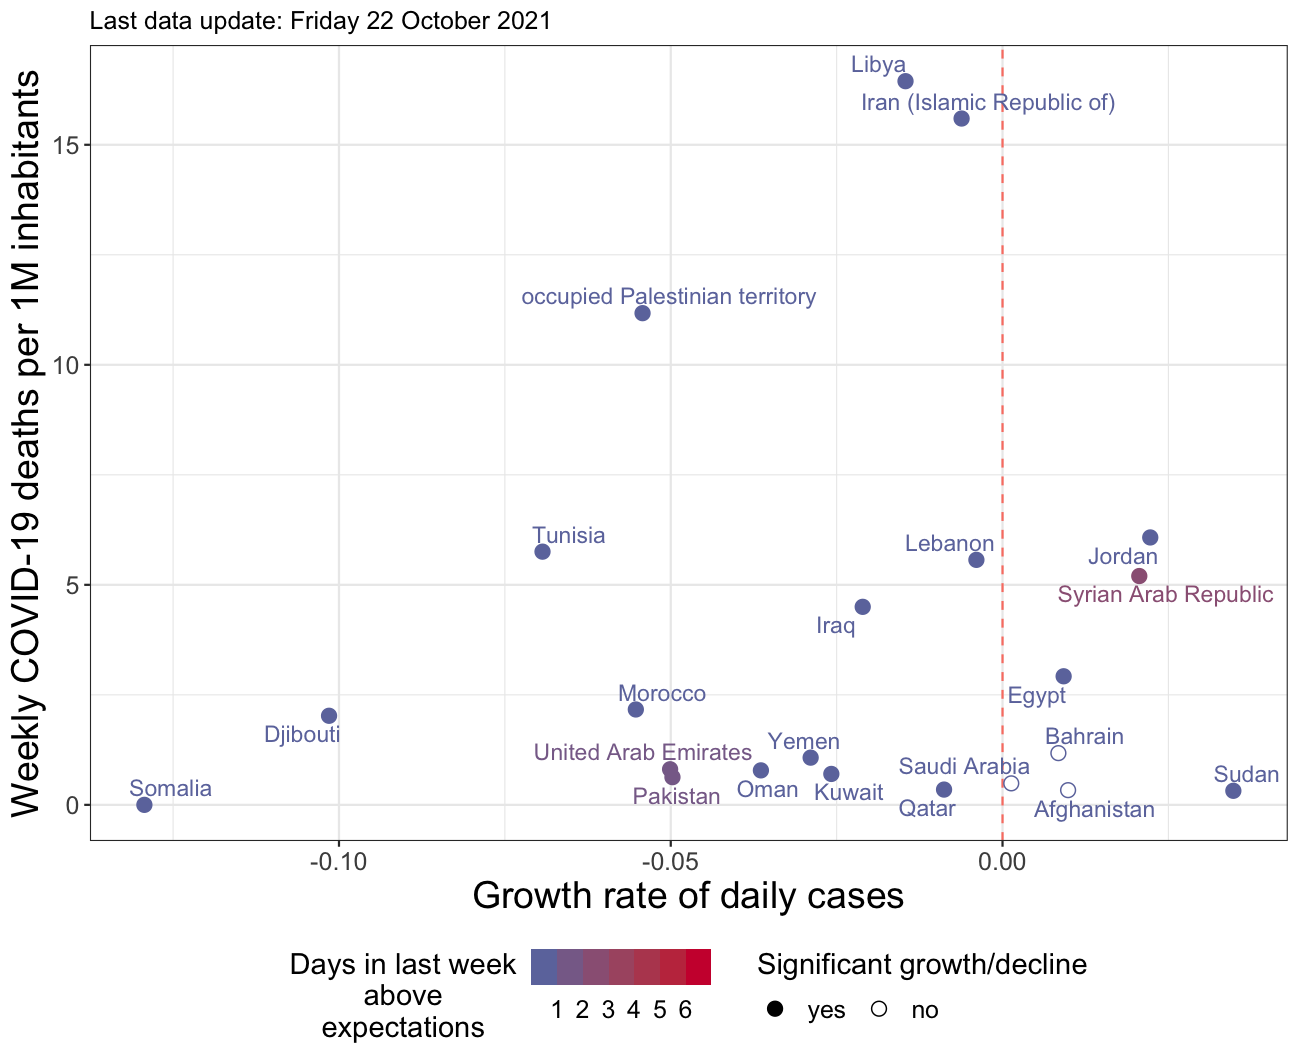 Last data update: Friday 22 October 2021
Weekly COVID-19 deaths per 1M inhabitants
15
10
5
0
Libya
Iran (Islamic Republic of)
occupied Palestinian territory
Tunisia
Lebanon
Jordan
Syrian Arab Republic
Iraq
Morocco
Egypt
Djibouti
Bahrain
Yemen
United Arab Emirates
Saudi Arabia
Sudan
Somalia
Pakistan
Oman
Kuwait
Qatar
Afghanistan
-0.10
-0.05
0.00
Growth rate of daily cases
Days in last week
above
expectations
1 2 3 4 5 6
Significant growth/decline
yes no